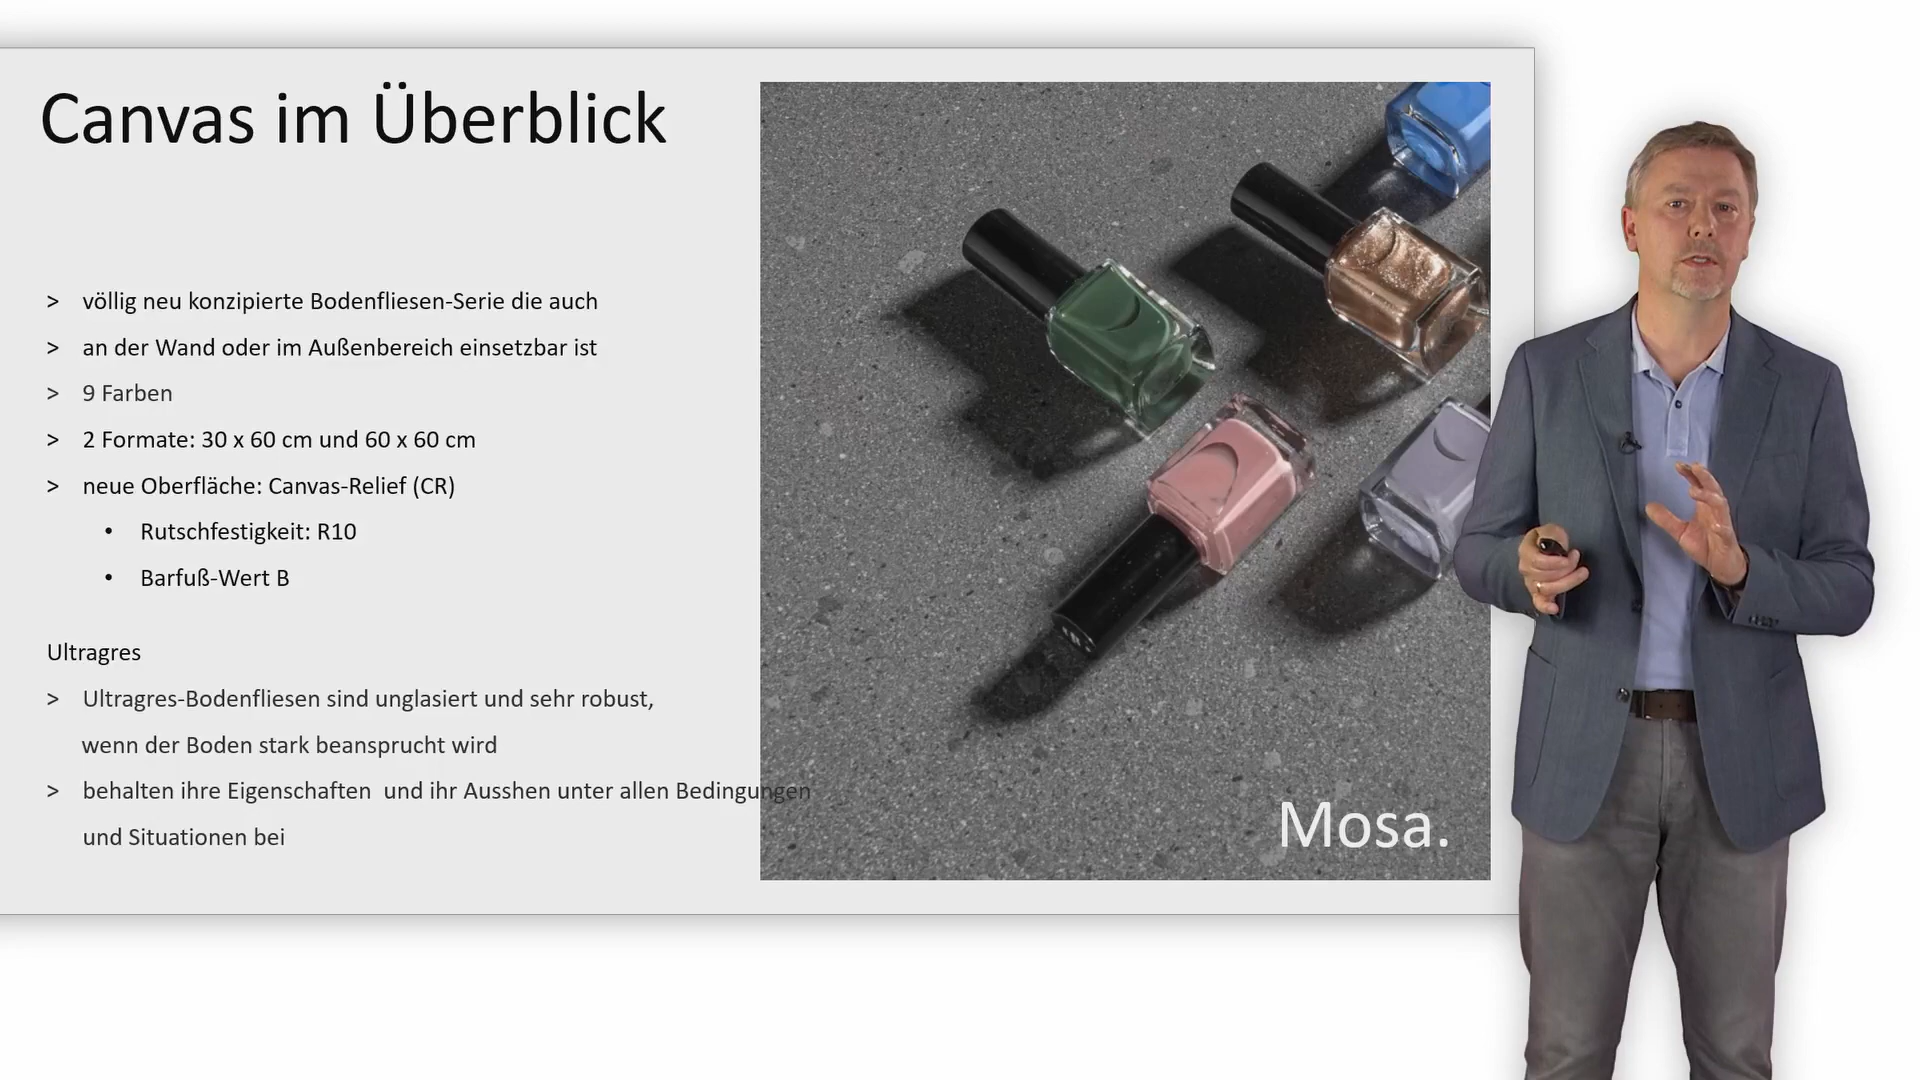 Canvas im Überblick
> völlig neu konzipierte Bodenfliesen-Serie die auch
> an der Wand oder im Außenbereich einsetzbar ist
> 9 Farben
> 2 Formate: 30 x 60 cm und 60 x 60 cm
> neue Oberfläche: Canvas-Relief (CR)
• Rutschfestigkeit: R10
• Barfuß-Wert B
Ultragres
> Ultragres-Bodenfliesen sind unglasiert und sehr robust,
wenn der Boden stark beansprucht wird
> behalten ihre Eigenschaften  und ihr Ausshen unter allen Bedingungen
und Situationen bei
Mosa.